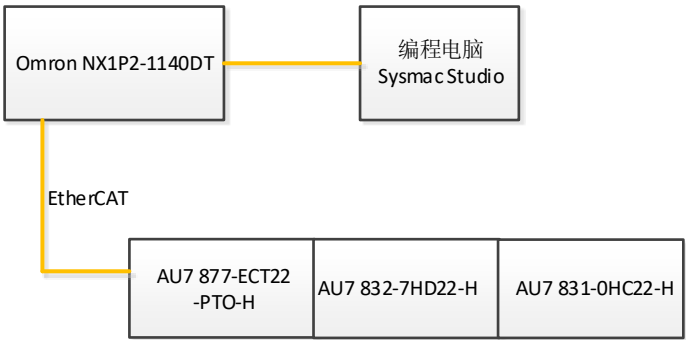 Omron NX1P2-1140DT
编程电脑
Sysmac Studio
EtherCAT
AU7 877-ECT22
-PTO-H
AU7 832-7HD22-H
AU7 831-0HC22-H